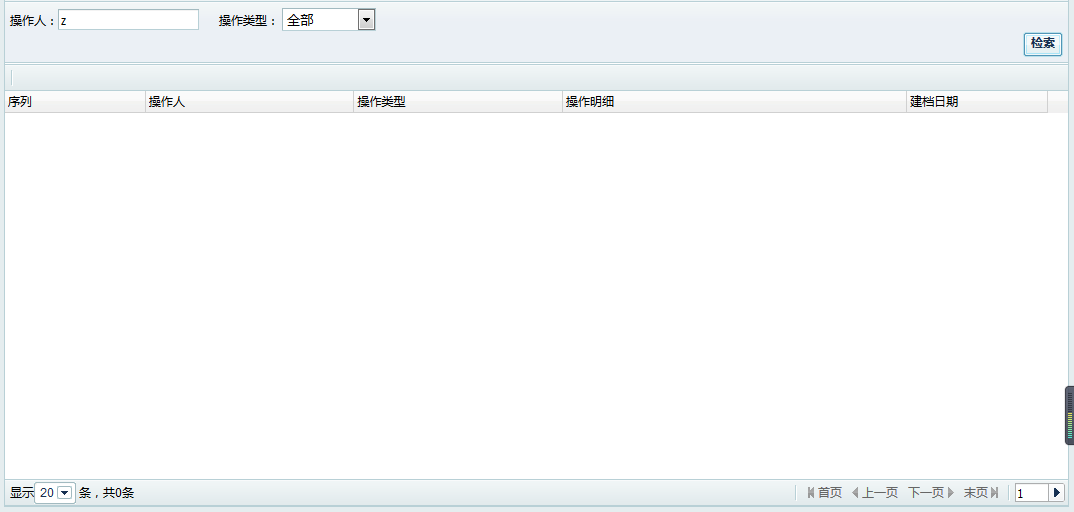 操作人：z 操作类型： 全部
检索
序列 操作人 操作类型 操作明细 建档日期
显示 20 条，共0条 首页 上一页 下一页 末页 1